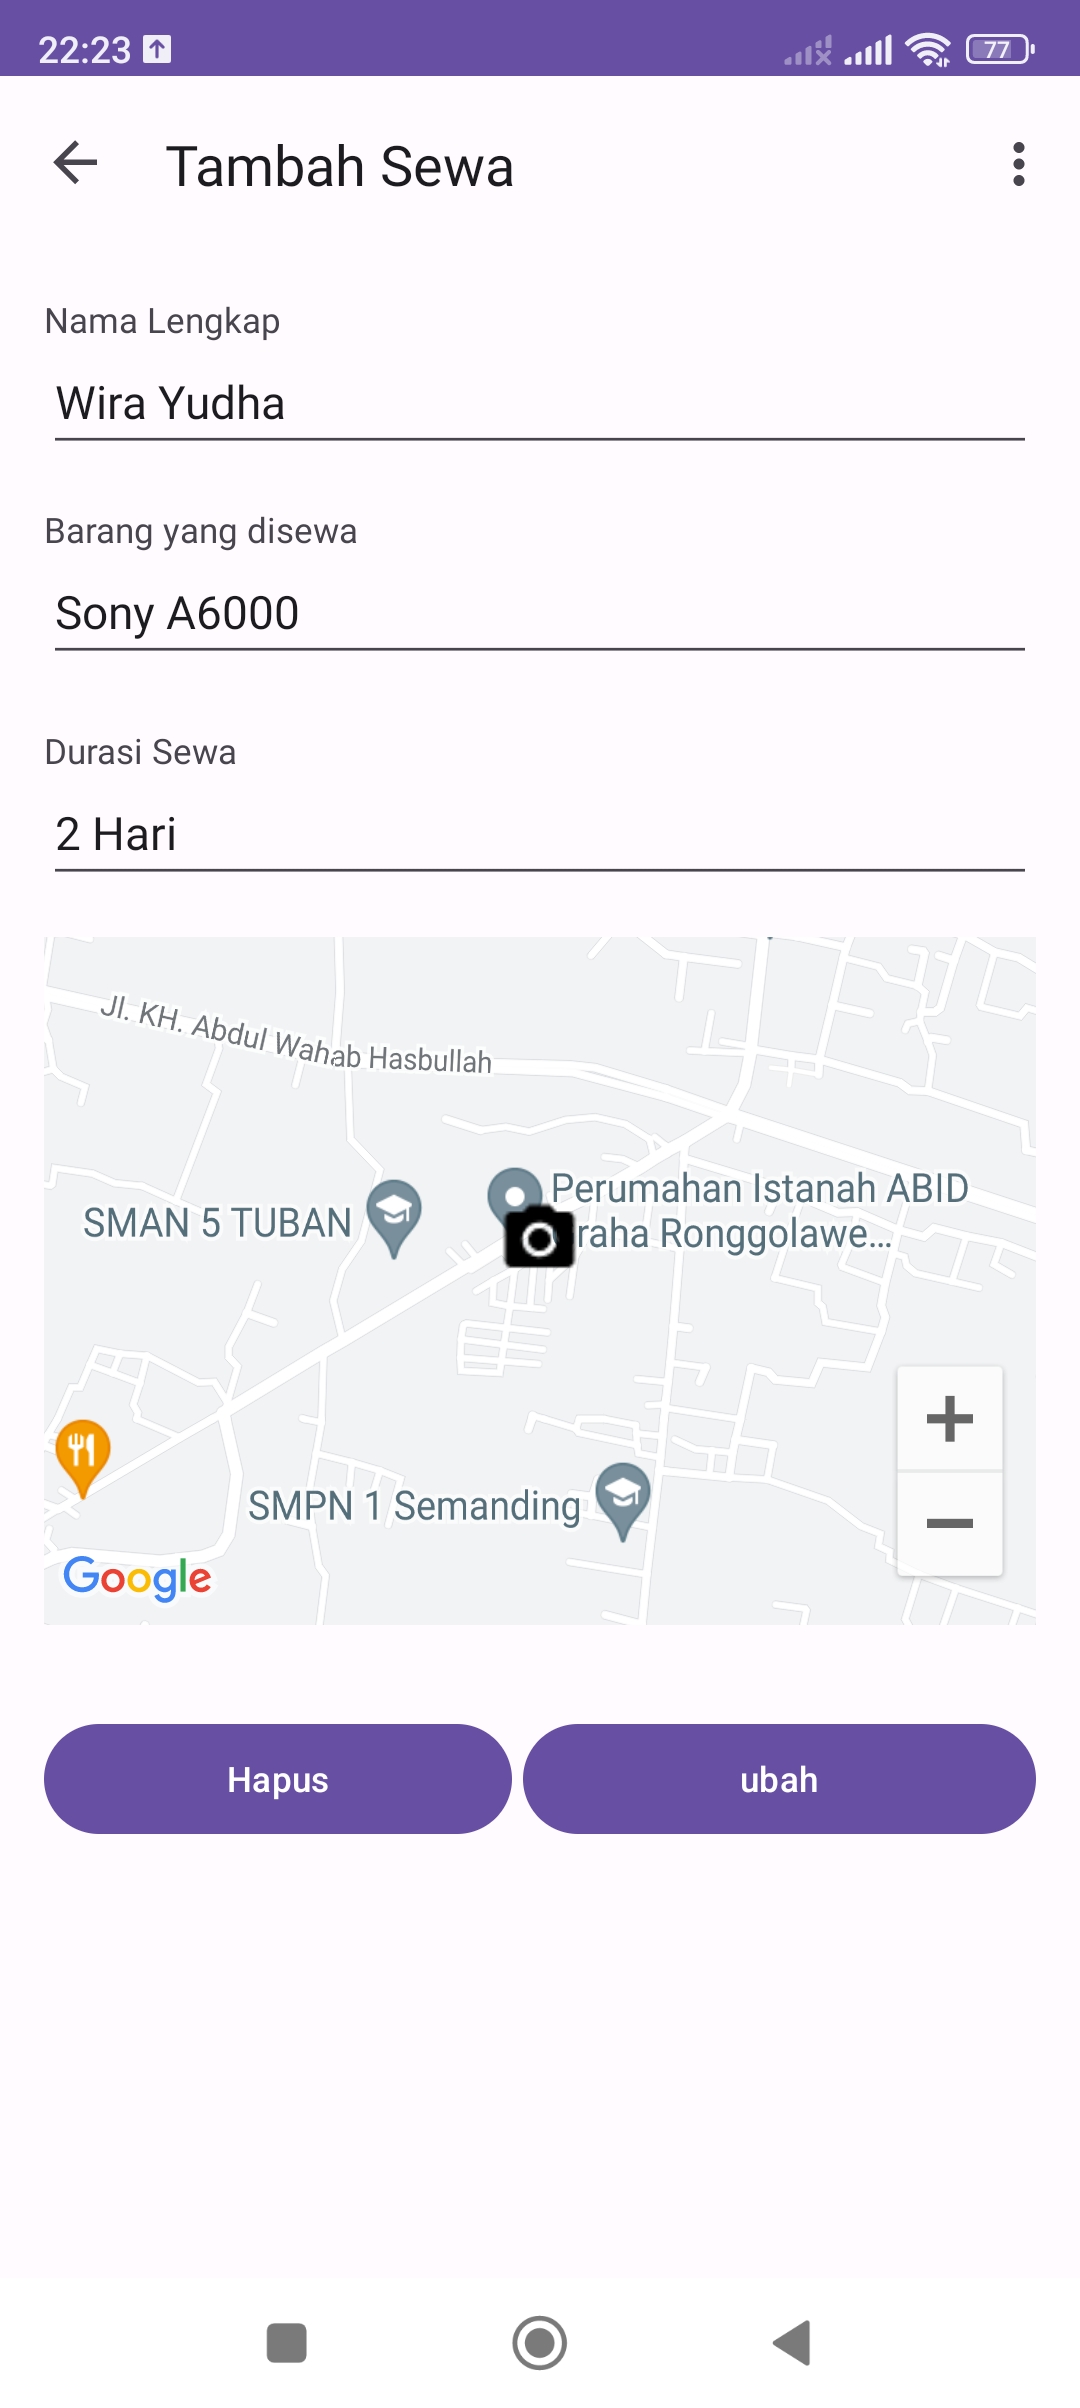 22:23
77
Tambah Sewa
Nama Lengkap
Wira Yudha
Barang yang disewa
Sony A6000
Durasi Sewa
2 Hari
Jl. KH. Abdul Wahab Hasbullah
SMAN 5 TUBAN
Perumahan Istanah ABID
raha Ronggolawe...
SMPN 1 Semanding
Google
Hapus
ubah